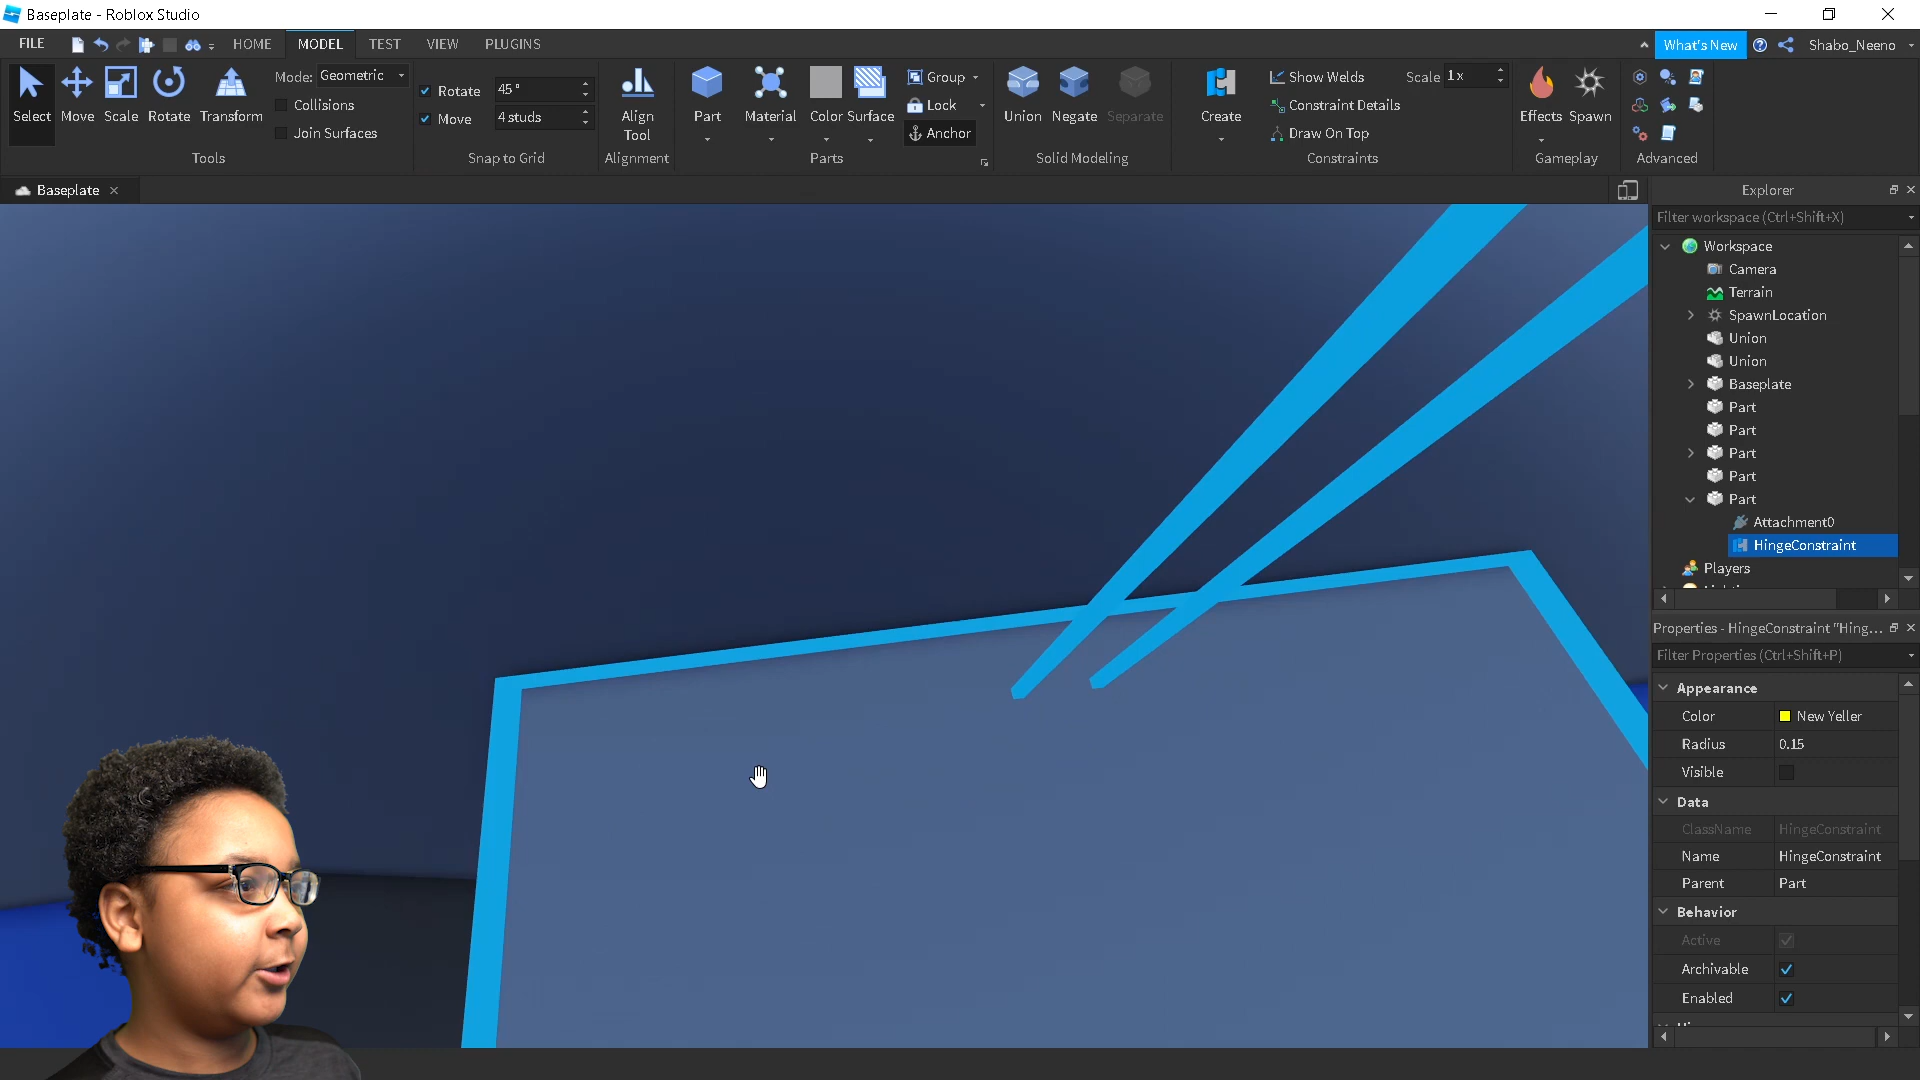 Baseplate - Roblox Studio
FILE HOME MODEL TEST VIEW PLUGINS What's New Shabo_Neeno
Select Move Scale Rotate Transform
Mode: Geometric
Collisions
Join Surfaces
Tools
Rotate 45 °
Move 4 studs
Snap to Grid
Align Tool
Alignment
Part Material Color Surface
Group
Lock
Anchor
Parts
Union Negate Separate
Solid Modeling
Create
Show Welds
Constraint Details
Draw On Top
Scale 1x
Constraints
Effects Spawn
Gameplay
Advanced
Baseplate
Explorer
Filter workspace (Ctrl+Shift+X)
Workspace
Camera
Terrain
SpawnLocation
Union
Union
Baseplate
Part
Part
Part
Part
Part
Attachment0
HingeConstraint
Players
Properties - HingeConstraint "Hing...
Filter Properties (Ctrl+Shift+P)
Appearance
Color New Yeller
Radius 0.15
Visible
Data
ClassName HingeConstraint
Name HingeConstraint
Parent Part
Behavior
Active
Archivable
Enabled